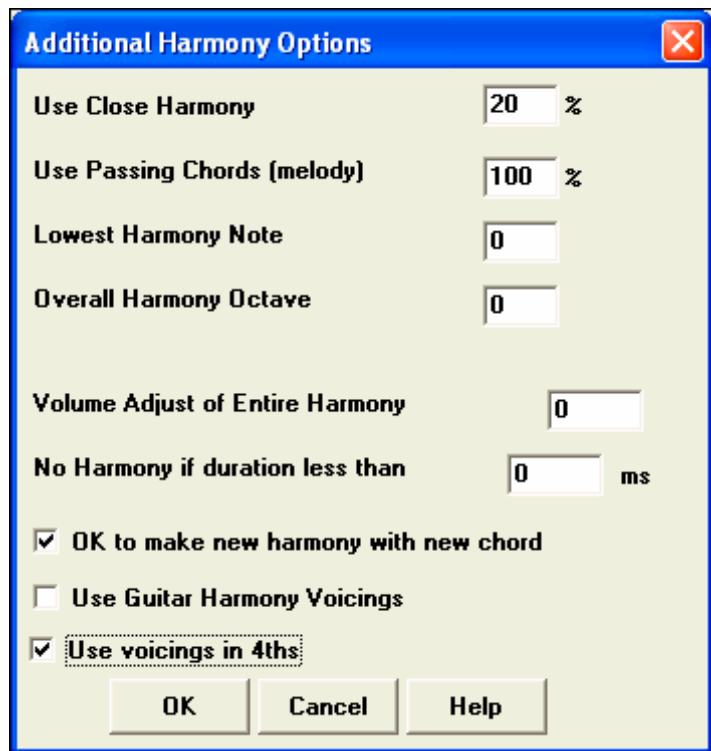 Additional Harmony Options
Use Close Harmony 20 %
Use Passing Chords (melody) 100 %
Lowest Harmony Note 0
Overall Harmony Octave 0
Volume Adjust of Entire Harmony 0
No Harmony if duration less than 0 ms
OK to make new harmony with new chord
Use Guitar Harmony Voicings
Use voicings in 4ths
OK Cancel Help